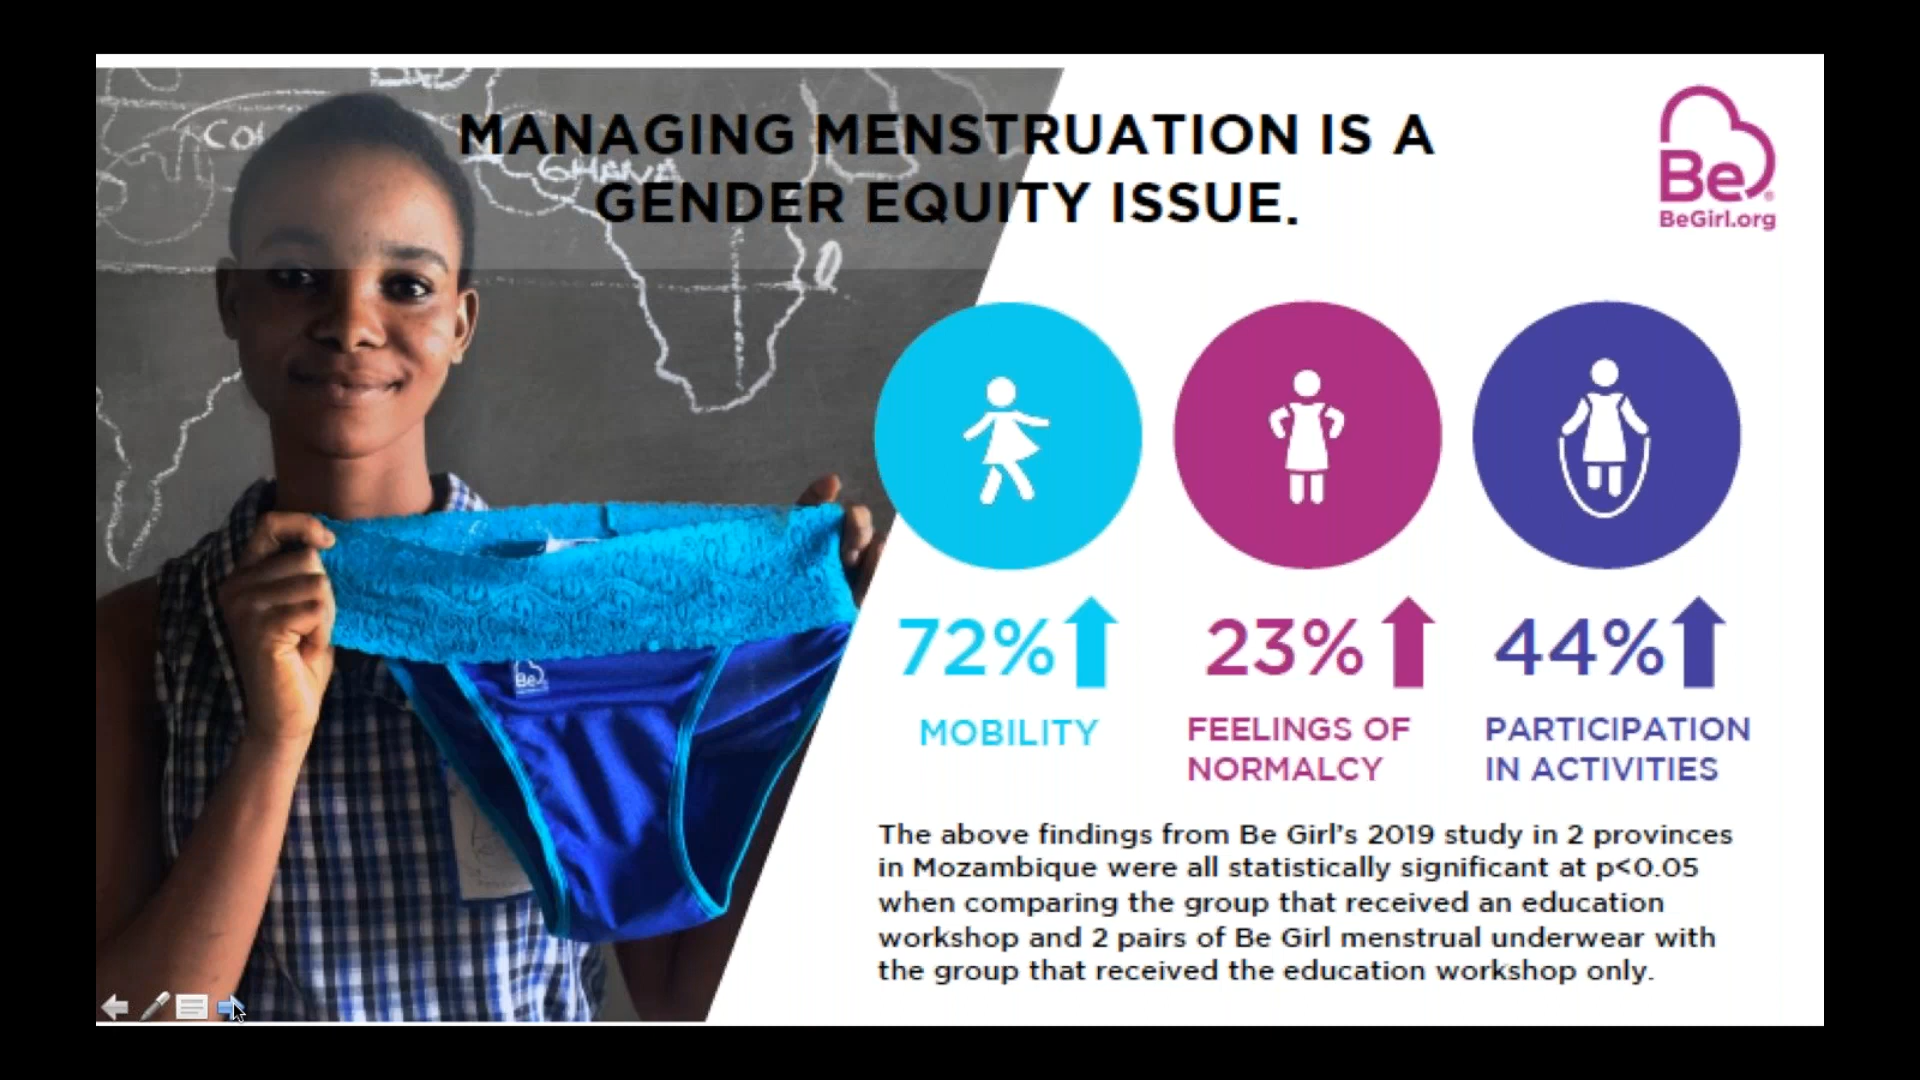 MANAGING MENSTRUATION IS A
GENDER EQUITY ISSUE.
Be
BeGirl.org
GHANA
0
Be
72%
23%
44%
MOBILITY
FEELINGS OF
NORMALCY
PARTICIPATION
IN ACTIVITIES
The above findings from Be Girl's 2019 study in 2 provinces
in Mozambique were all statistically significant at p<0.05
when comparing the group that received an education
workshop and 2 pairs of Be Girl menstrual underwear with
the group that received the education workshop only.